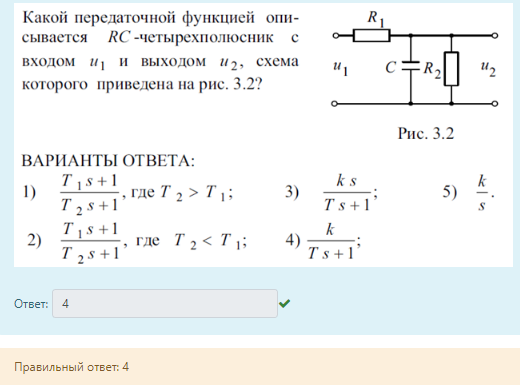 Какой передаточной функцией опи-
сывается RC-четырехполюсник с
входом u₁ и выходом u₂, схема
которого приведена на рис. 3.2?
R₁
u₁ C R₂ u₂
Рис. 3.2
ВАРИАНТЫ ОТВЕТА:
1) (T₁s+1)/(T₂s+1), где T₂ > T₁;
2) (T₁s+1)/(T₂s+1), где T₂ < T₁;
3) ks/(Ts+1);
4) k/(Ts+1);
5) k/s.
Ответ: 4
Правильный ответ: 4